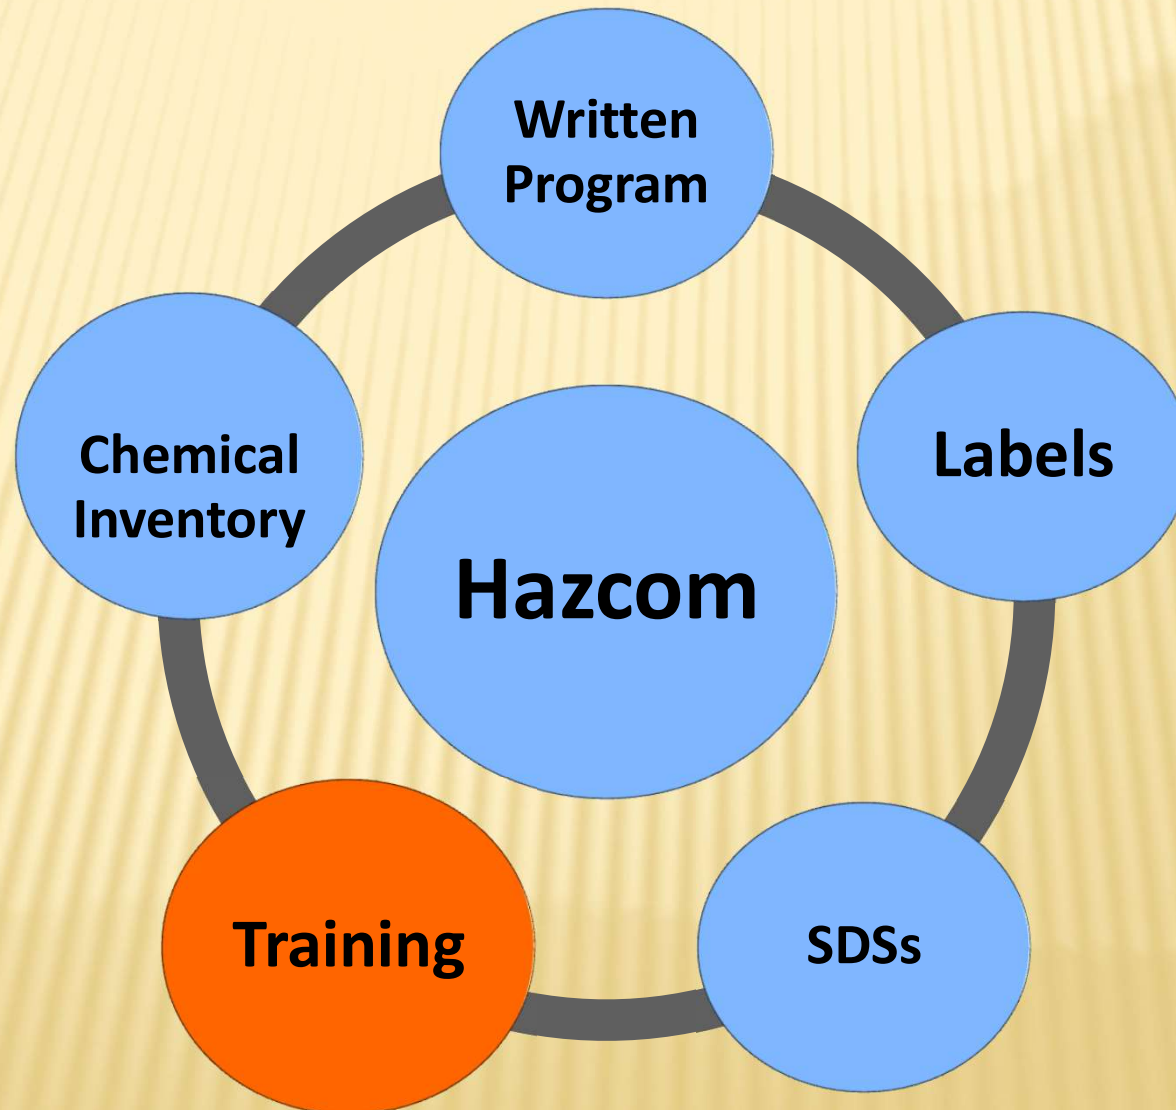 Written
Program
Chemical
Inventory
Labels
Hazcom
Training
SDSs